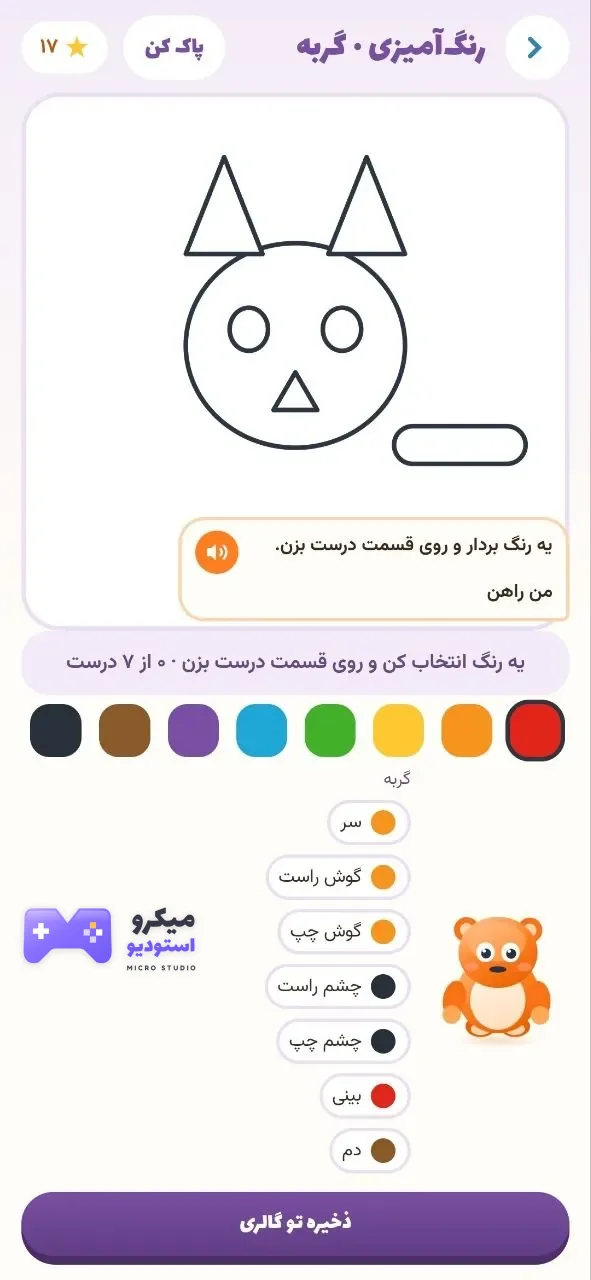 رنگ‌آمیزی · گربه
پاک کن
۱۷
یه رنگ بردار و روی قسمت درست بزن.
من راهن
یه رنگ انتخاب کن و روی قسمت درست بزن · ۰ از ۷ درست
گربه
سر
گوش راست
گوش چپ
چشم راست
چشم چپ
بینی
دم
میکرو
استودیو
MICRO STUDIO
ذخیره تو گالری